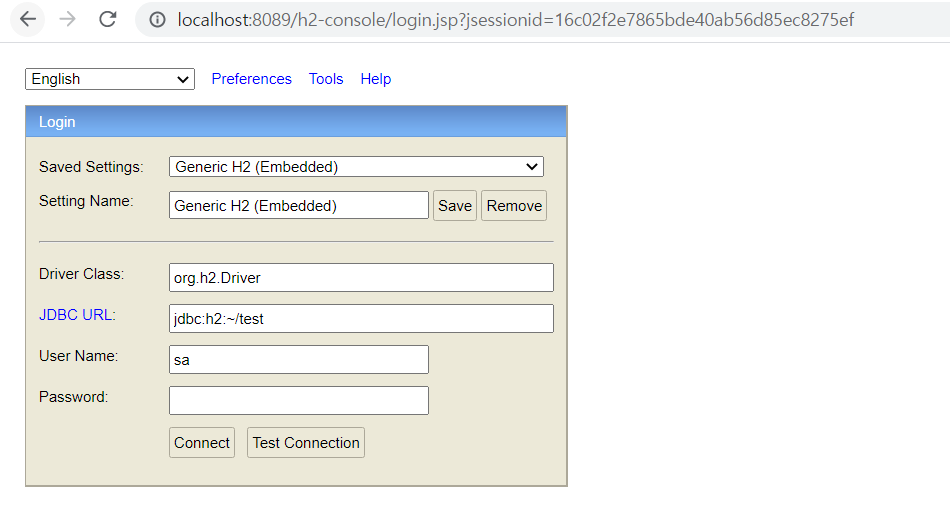 localhost:8089/h2-console/login.jsp?jsessionid=16c02f2e7865bde40ab56d85ec8275ef
English Preferences Tools Help
Login
Saved Settings: Generic H2 (Embedded)
Setting Name: Generic H2 (Embedded) Save Remove
Driver Class: org.h2.Driver
JDBC URL: jdbc:h2:~/test
User Name: sa
Password:
Connect Test Connection